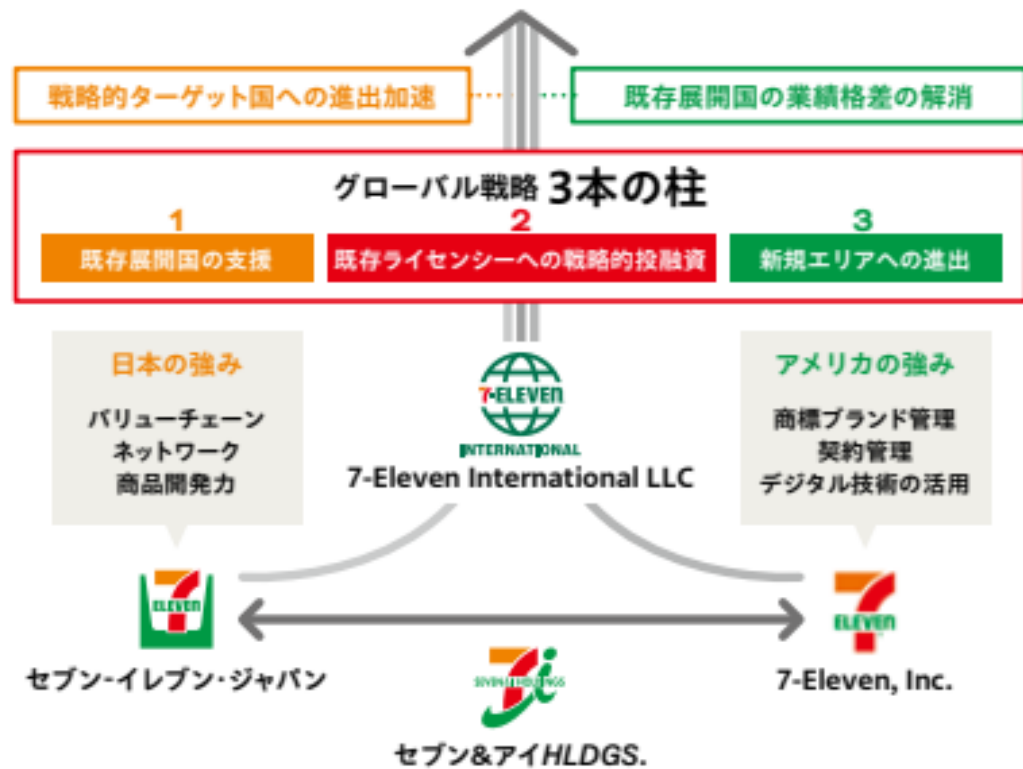 戦略的ターゲット国への進出加速
既存展開国の業績格差の解消
グローバル戦略 3本の柱
1
既存展開国の支援
2
既存ライセンシーへの戦略的投融資
3
新規エリアへの進出
日本の強み
バリューチェーン
ネットワーク
商品開発力
7-ELEVEN
INTERNATIONAL
7-Eleven International LLC
アメリカの強み
商標ブランド管理
契約管理
デジタル技術の活用
7
ELEVEN
セブン-イレブン・ジャパン
7
ELEVEN
7-Eleven, Inc.
SEVEN & i HOLDINGS
セブン&アイHLDGS.